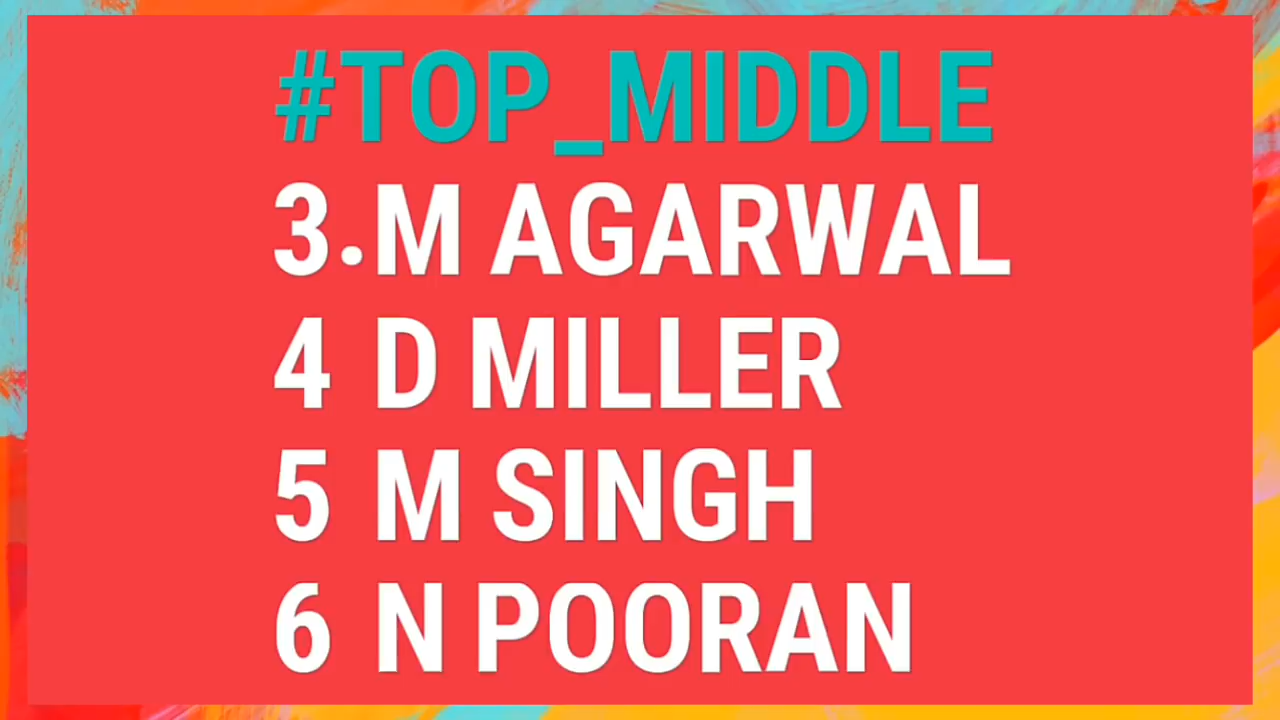 #TOP_MIDDLE
3.M AGARWAL
4 D MILLER
5 M SINGH
6 N POORAN